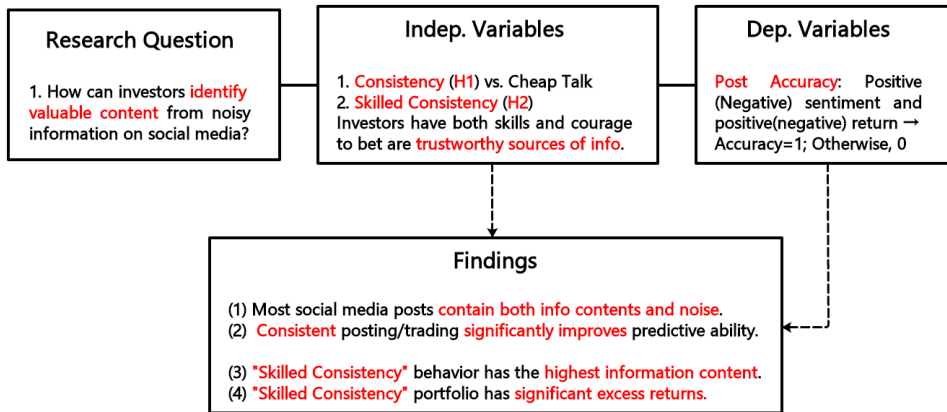 Research Question
1. How can investors identify
valuable content from noisy
information on social media?
Indep. Variables
1. Consistency (H1) vs. Cheap Talk
2. Skilled Consistency (H2)
Investors have both skills and courage
to bet are trustworthy sources of info.
Dep. Variables
Post Accuracy: Positive
(Negative) sentiment and
positive(negative) return →
Accuracy=1; Otherwise, 0
Findings
(1) Most social media posts contain both info contents and noise.
(2) Consistent posting/trading significantly improves predictive ability.
(3) "Skilled Consistency" behavior has the highest information content.
(4) "Skilled Consistency" portfolio has significant excess returns.